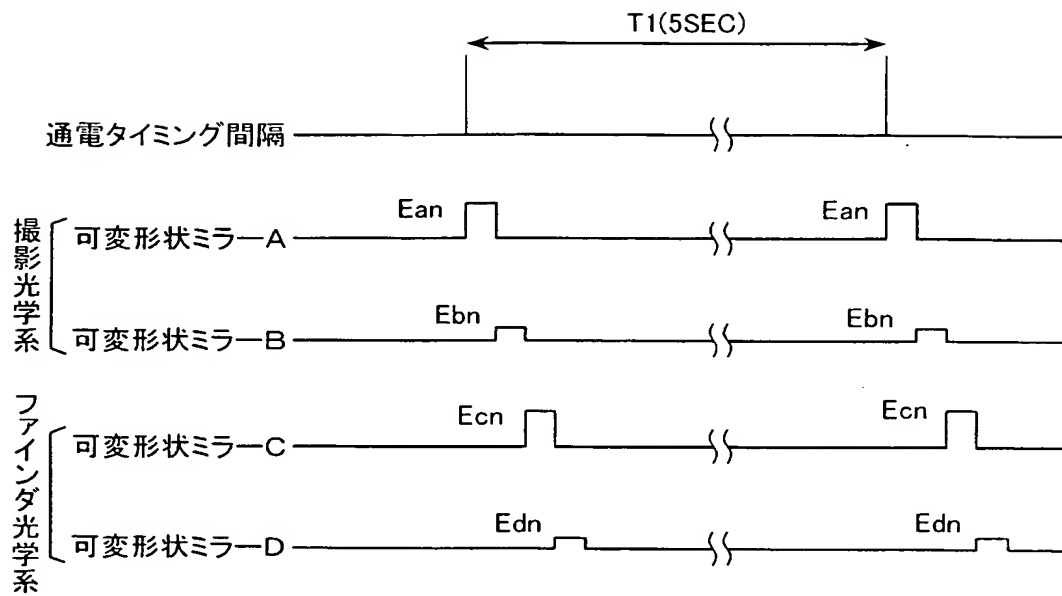 T1(5SEC)
通電タイミング間隔
撮影光学系
Ean
Ean
可変形状ミラーA
Ebn
Ebn
可変形状ミラーB
ファインダ光学系
Ecn
Ecn
可変形状ミラーC
Edn
Edn
可変形状ミラーD